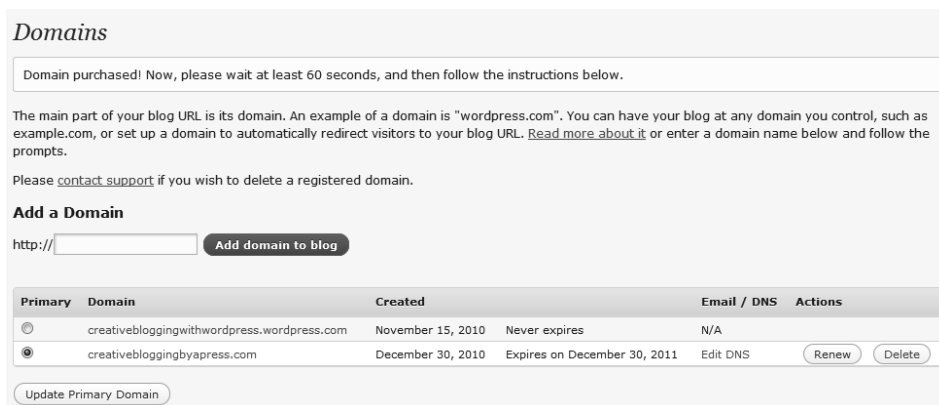 Domains
Domain purchased! Now, please wait at least 60 seconds, and then follow the instructions below.
The main part of your blog URL is its domain. An example of a domain is "wordpress.com". You can have your blog at any domain you control, such as
example.com, or set up a domain to automatically redirect visitors to your blog URL. Read more about it or enter a domain name below and follow the
prompts.
Please contact support if you wish to delete a registered domain.
Add a Domain
http:// Add domain to blog
Primary Domain Created Email / DNS Actions
creativebloggingwithwordpress.wordpress.com November 15, 2010 Never expires N/A
creativebloggingbyapress.com December 30, 2010 Expires on December 30, 2011 Edit DNS Renew Delete
Update Primary Domain